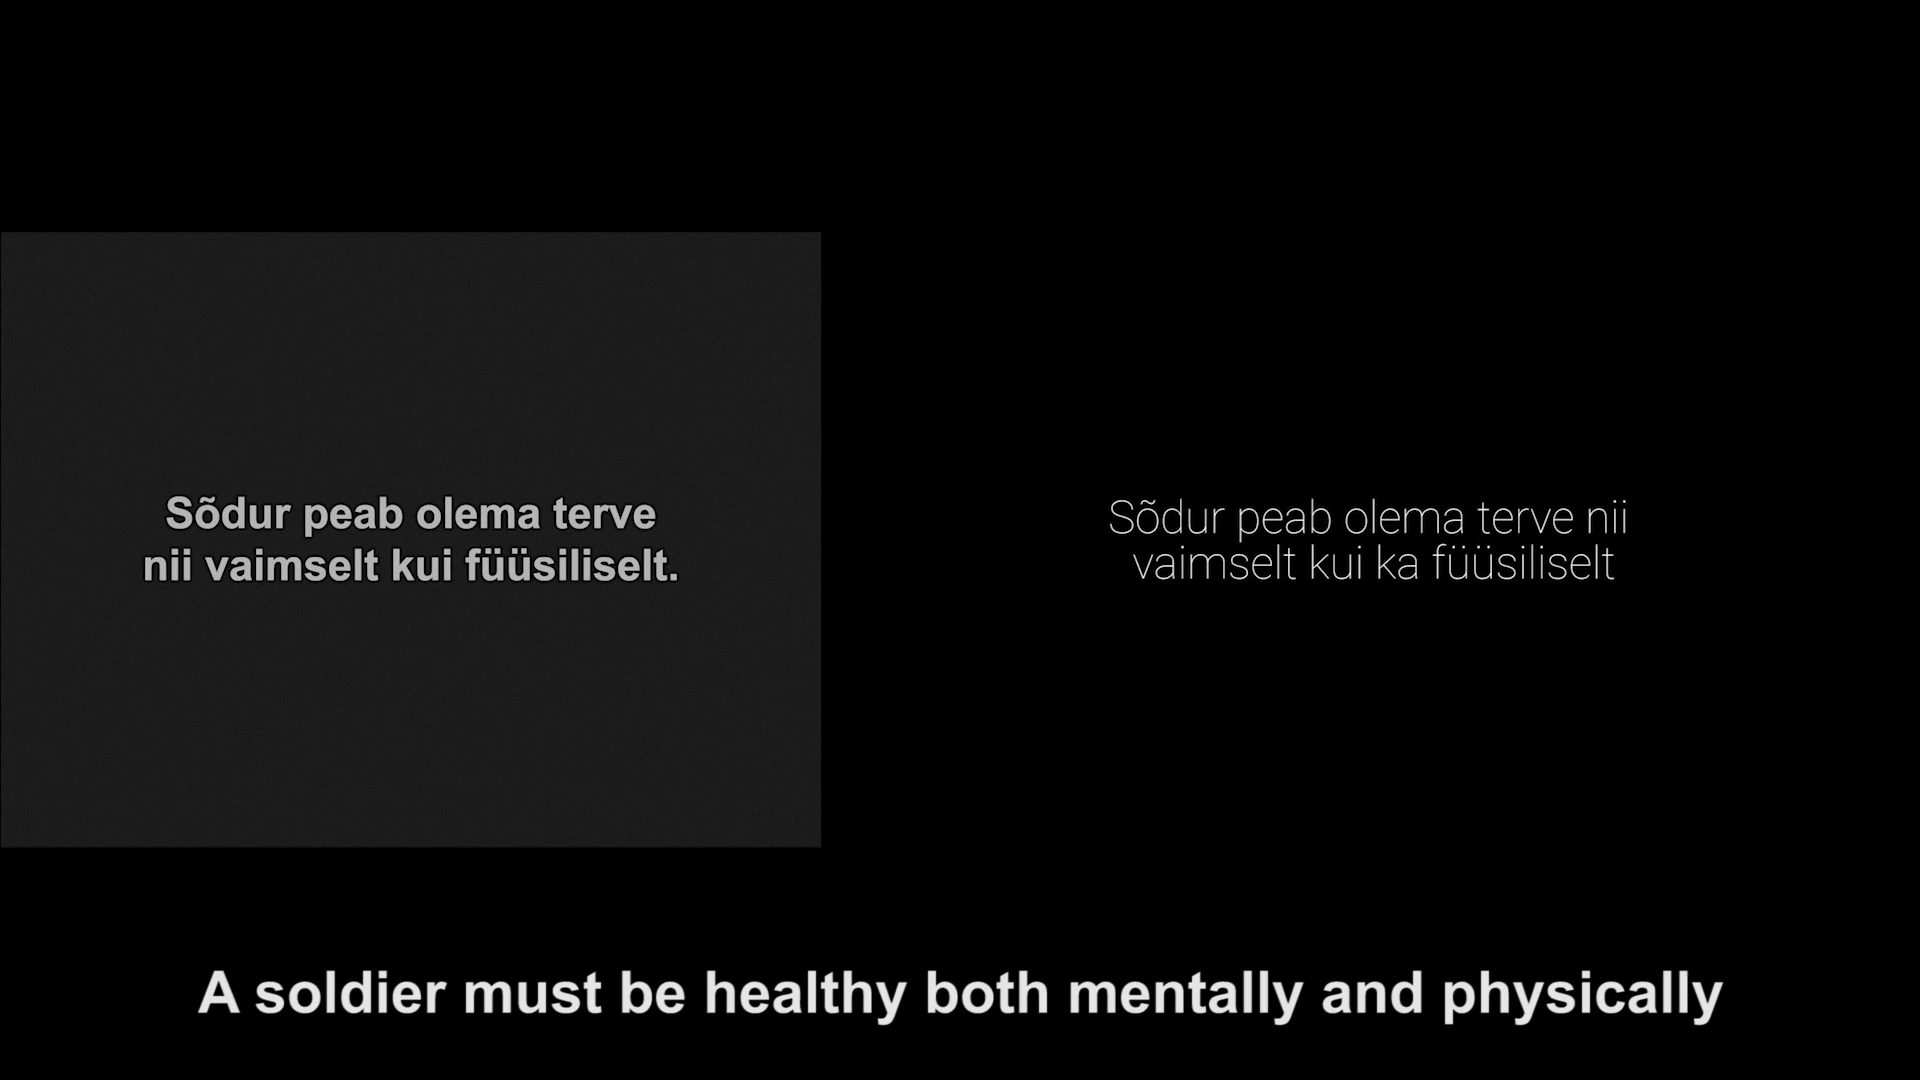 Sõdur peab olema terve
nii vaimselt kui füüsiliselt.
Sõdur peab olema terve nii
vaimselt kui ka füüsiliselt
A soldier must be healthy both mentally and physically